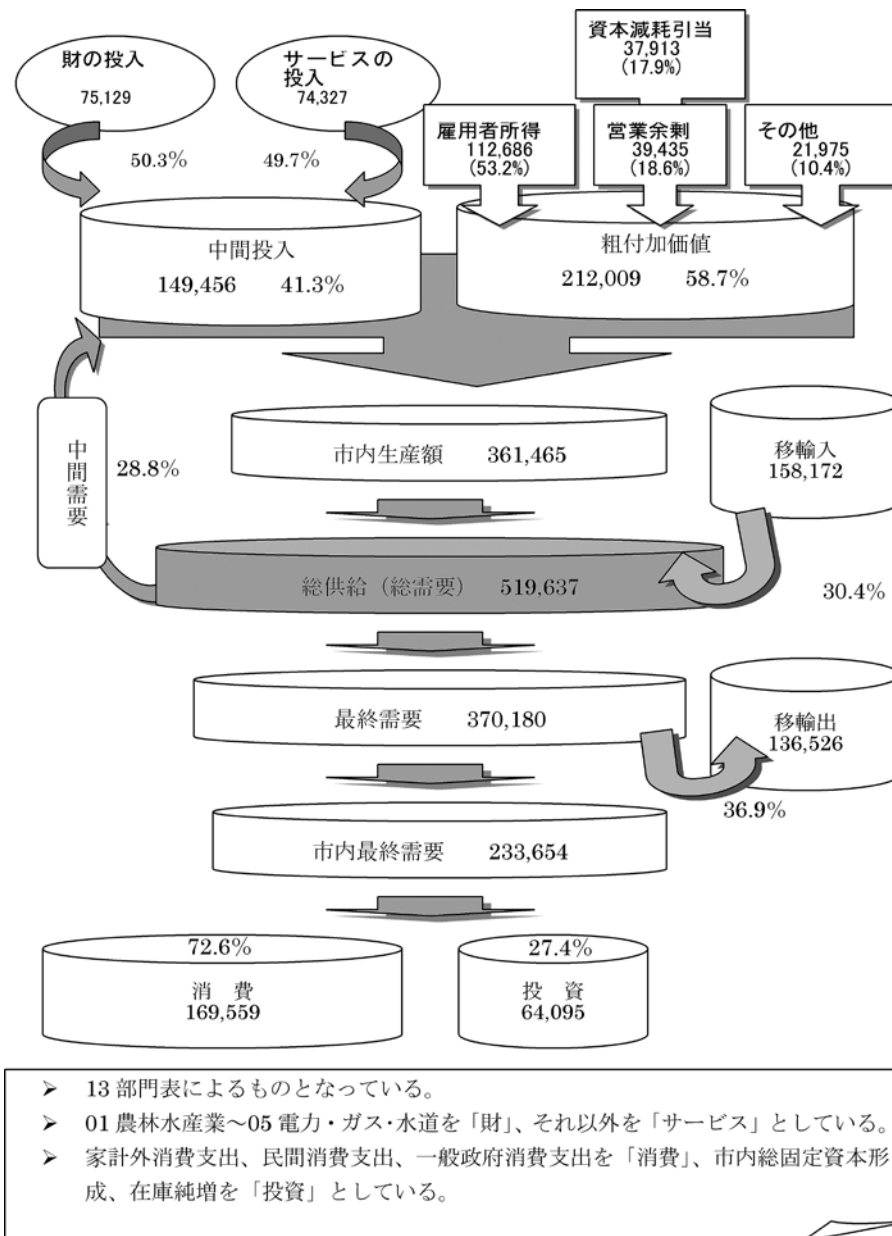 資本減耗引当
37,913
(17.9%)
財の投入
75,129
サービスの
投入
74,327
雇用者所得
112,686
(53.2%)
営業余剰
39,435
(18.6%)
その他
21,975
(10.4%)
50.3%
49.7%
中間投入
149,456 41.3%
粗付加価値
212,009 58.7%
中間需要
28.8%
市内生産額 361,465
移輸入
158,172
総供給（総需要） 519,637
30.4%
最終需要 370,180
移輸出
136,526
36.9%
市内最終需要 233,654
72.6%
消 費
169,559
27.4%
投 資
64,095
➢ 13 部門表によるものとなっている。
➢ 01 農林水産業～05 電力・ガス・水道を「財」、それ以外を「サービス」としている。
➢ 家計外消費支出、民間消費支出、一般政府消費支出を「消費」、市内総固定資本形
成、在庫純増を「投資」としている。